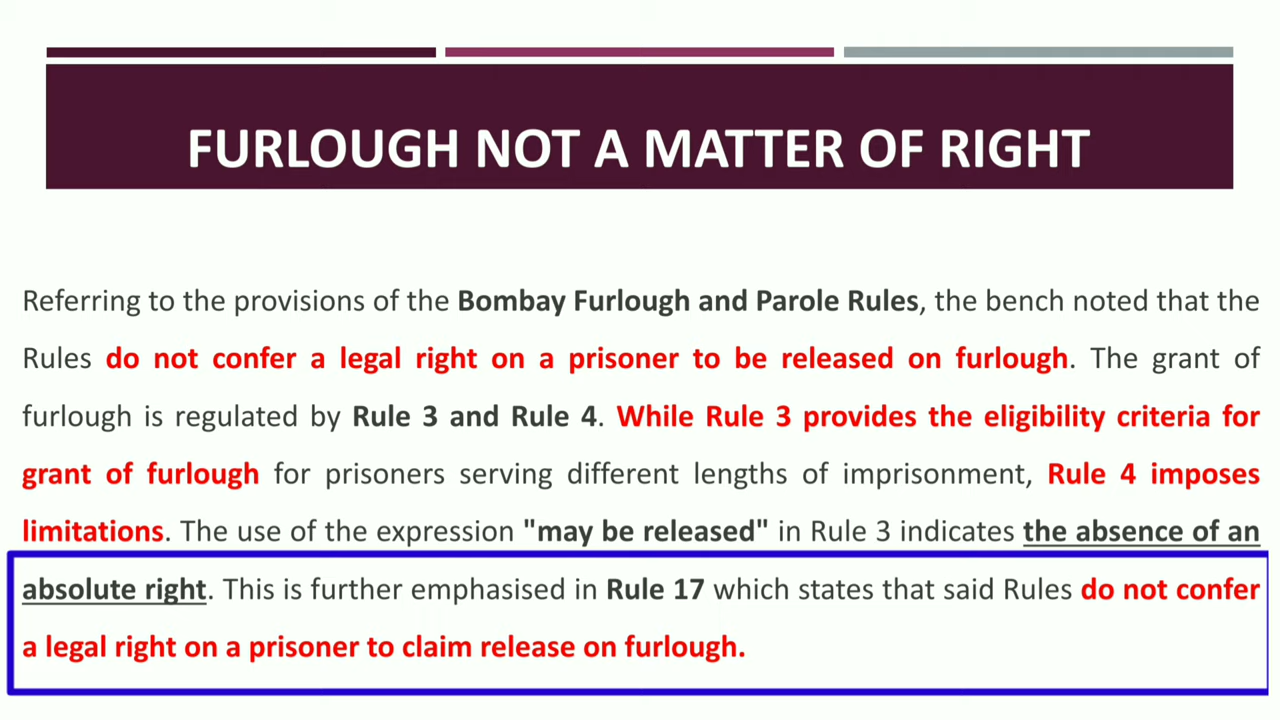 FURLOUGH NOT A MATTER OF RIGHT
Referring to the provisions of the Bombay Furlough and Parole Rules, the bench noted that the
Rules do not confer a legal right on a prisoner to be released on furlough. The grant of
furlough is regulated by Rule 3 and Rule 4. While Rule 3 provides the eligibility criteria for
grant of furlough for prisoners serving different lengths of imprisonment, Rule 4 imposes
limitations. The use of the expression "may be released" in Rule 3 indicates the absence of an
absolute right. This is further emphasised in Rule 17 which states that said Rules do not confer
a legal right on a prisoner to claim release on furlough.